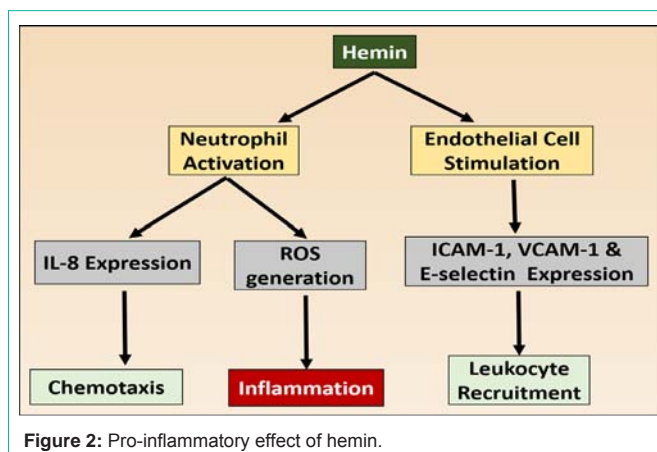 Hemin
Neutrophil
Activation
Endothelial Cell
Stimulation
IL-8 Expression
ROS
generation
ICAM-1, VCAM-1 &
E-selectin Expression
Chemotaxis
Inflammation
Leukocyte
Recruitment
Figure 2: Pro-inflammatory effect of hemin.